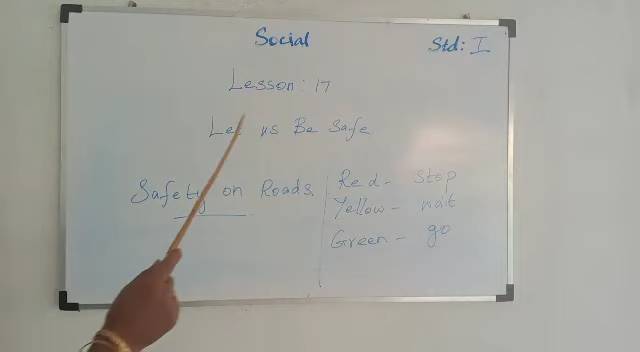 Social
Std: I
Lesson: 17
Let us Be Safe
Safety on Roads.
Red - stop
Yellow - wait
Green - go